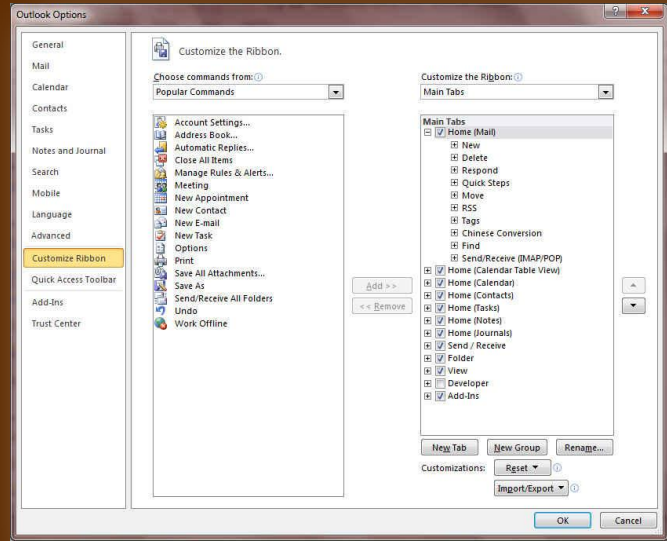 Outlook Options
General
Mail
Calendar
Contacts
Tasks
Notes and Journal
Search
Mobile
Language
Advanced
Customize Ribbon
Quick Access Toolbar
Add-Ins
Trust Center
Customize the Ribbon.
Choose commands from:
Popular Commands
Account Settings...
Address Book...
Automatic Replies...
Close All Items
Manage Rules & Alerts...
Meeting
New Appointment
New Contact
New E-mail
New Task
Options
Print
Save All Attachments...
Save As
Send/Receive All Folders
Undo
Work Offline
Add >>
<< Remove
Customize the Ribbon:
Main Tabs
Main Tabs
Home (Mail)
New
Delete
Respond
Quick Steps
Move
RSS
Tags
Chinese Conversion
Find
Send/Receive (IMAP/POP)
Home (Calendar Table View)
Home (Calendar)
Home (Contacts)
Home (Tasks)
Home (Notes)
Home (Journals)
Send / Receive
Folder
View
Developer
Add-Ins
New Tab
New Group
Rename...
Customizations:
Reset
Import/Export
OK
Cancel